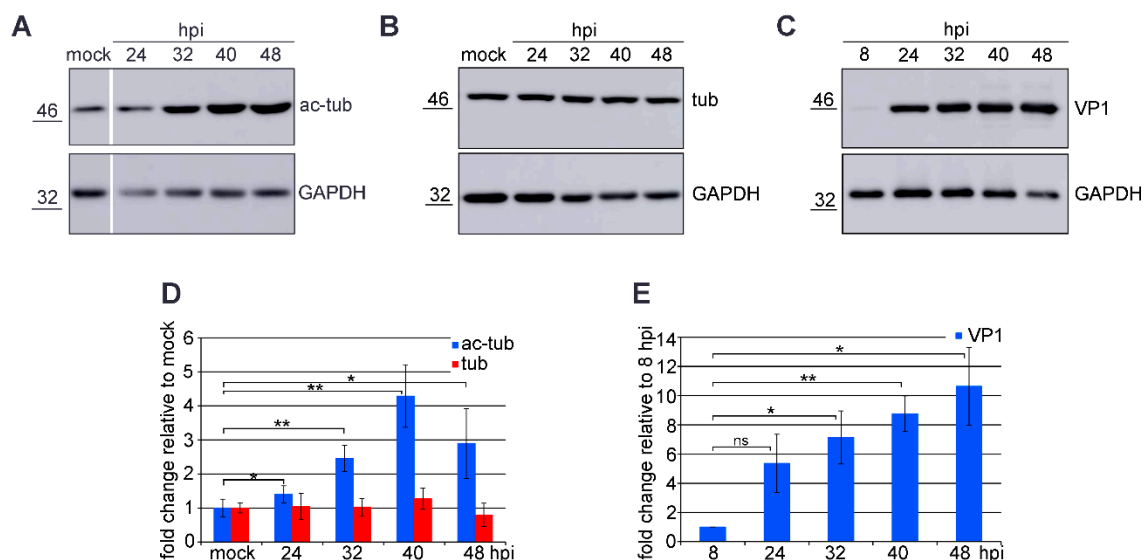 A
hpi
mock 24 32 40 48
46
ac-tub
32
GAPDH
B
hpi
mock 24 32 40 48
46
tub
32
GAPDH
C
hpi
8 24 32 40 48
46
VP1
32
GAPDH
D
fold change relative to mock
6
5
4
3
2
1
0
ac-tub
tub
*
**
**
*
mock 24 32 40 48 hpi
E
fold change relative to 8 hpi
14
12
10
8
6
4
2
0
VP1
*
**
*
ns
8 24 32 40 48 hpi